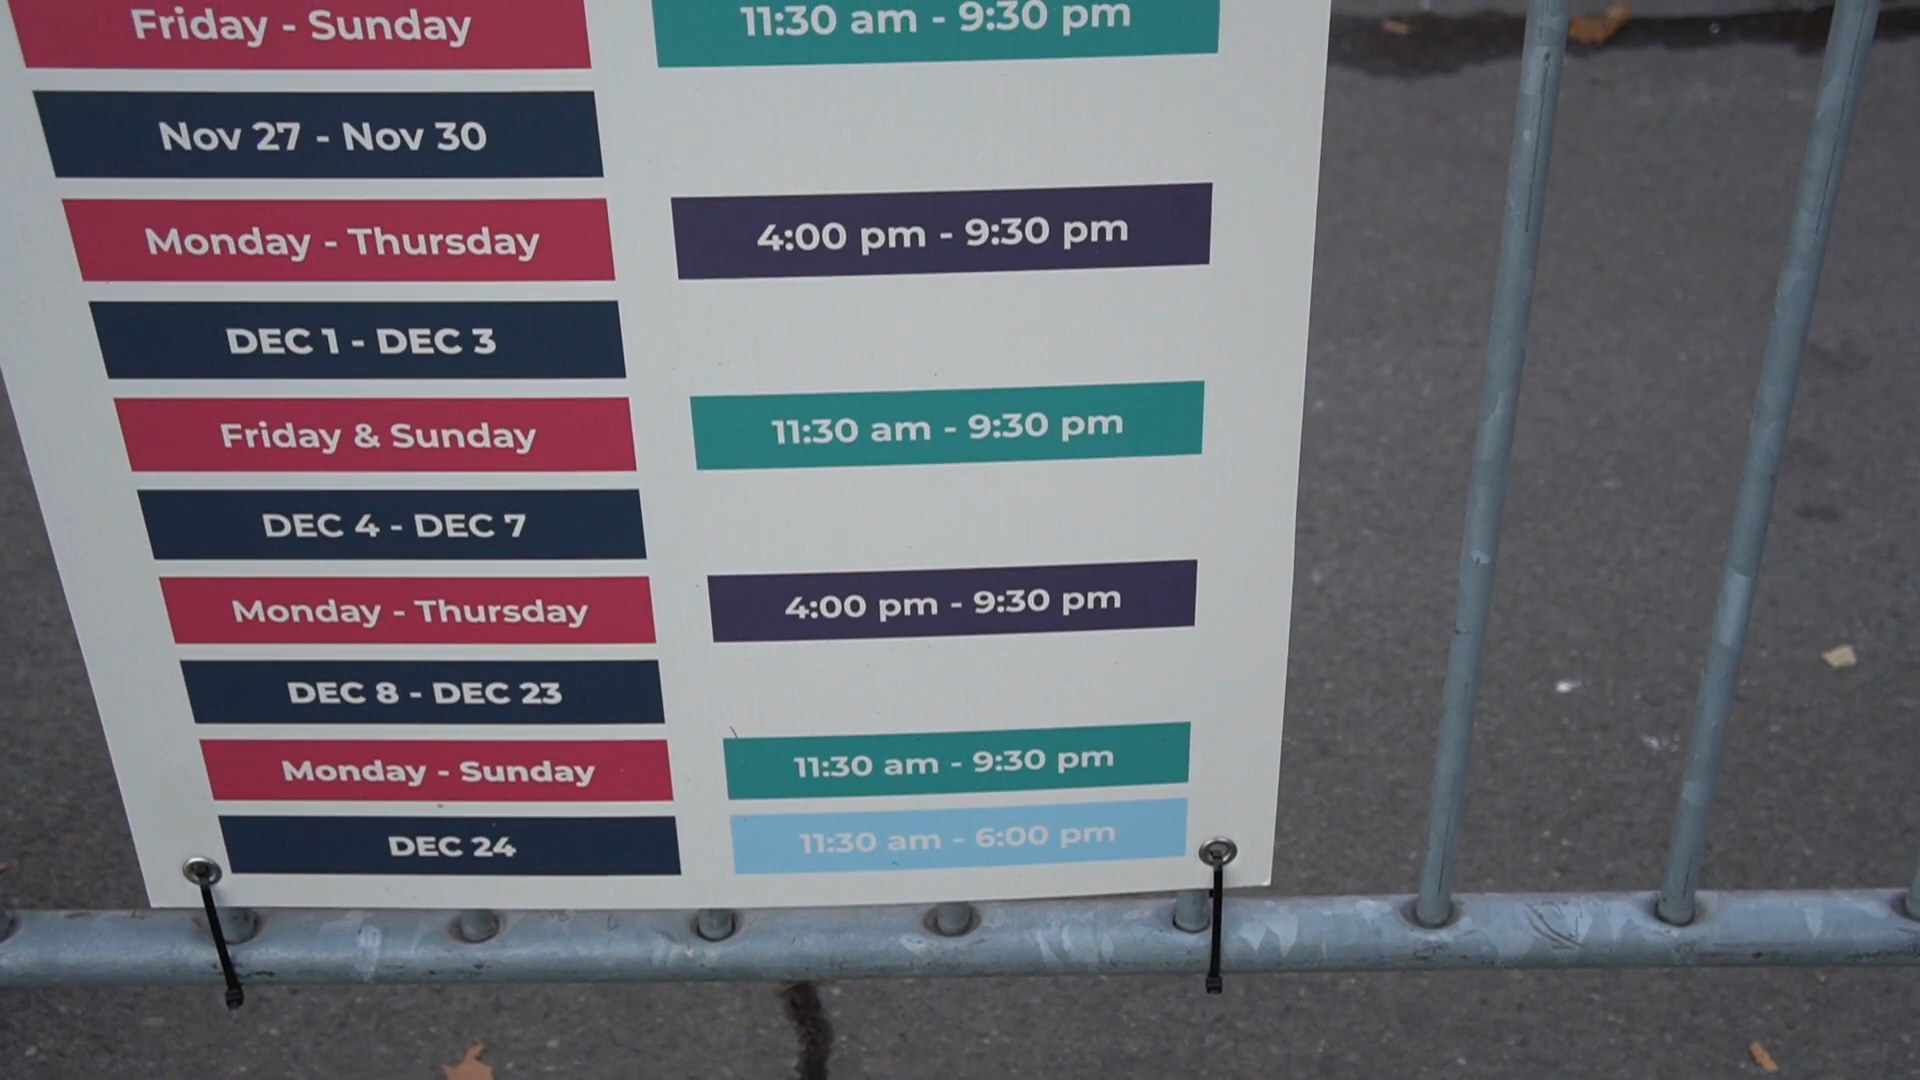 Friday - Sunday
11:30 am - 9:30 pm
Nov 27 - Nov 30
Monday - Thursday
4:00 pm - 9:30 pm
DEC 1 - DEC 3
Friday & Sunday
11:30 am - 9:30 pm
DEC 4 - DEC 7
Monday - Thursday
4:00 pm - 9:30 pm
DEC 8 - DEC 23
Monday - Sunday
11:30 am - 9:30 pm
DEC 24
11:30 am - 6:00 pm